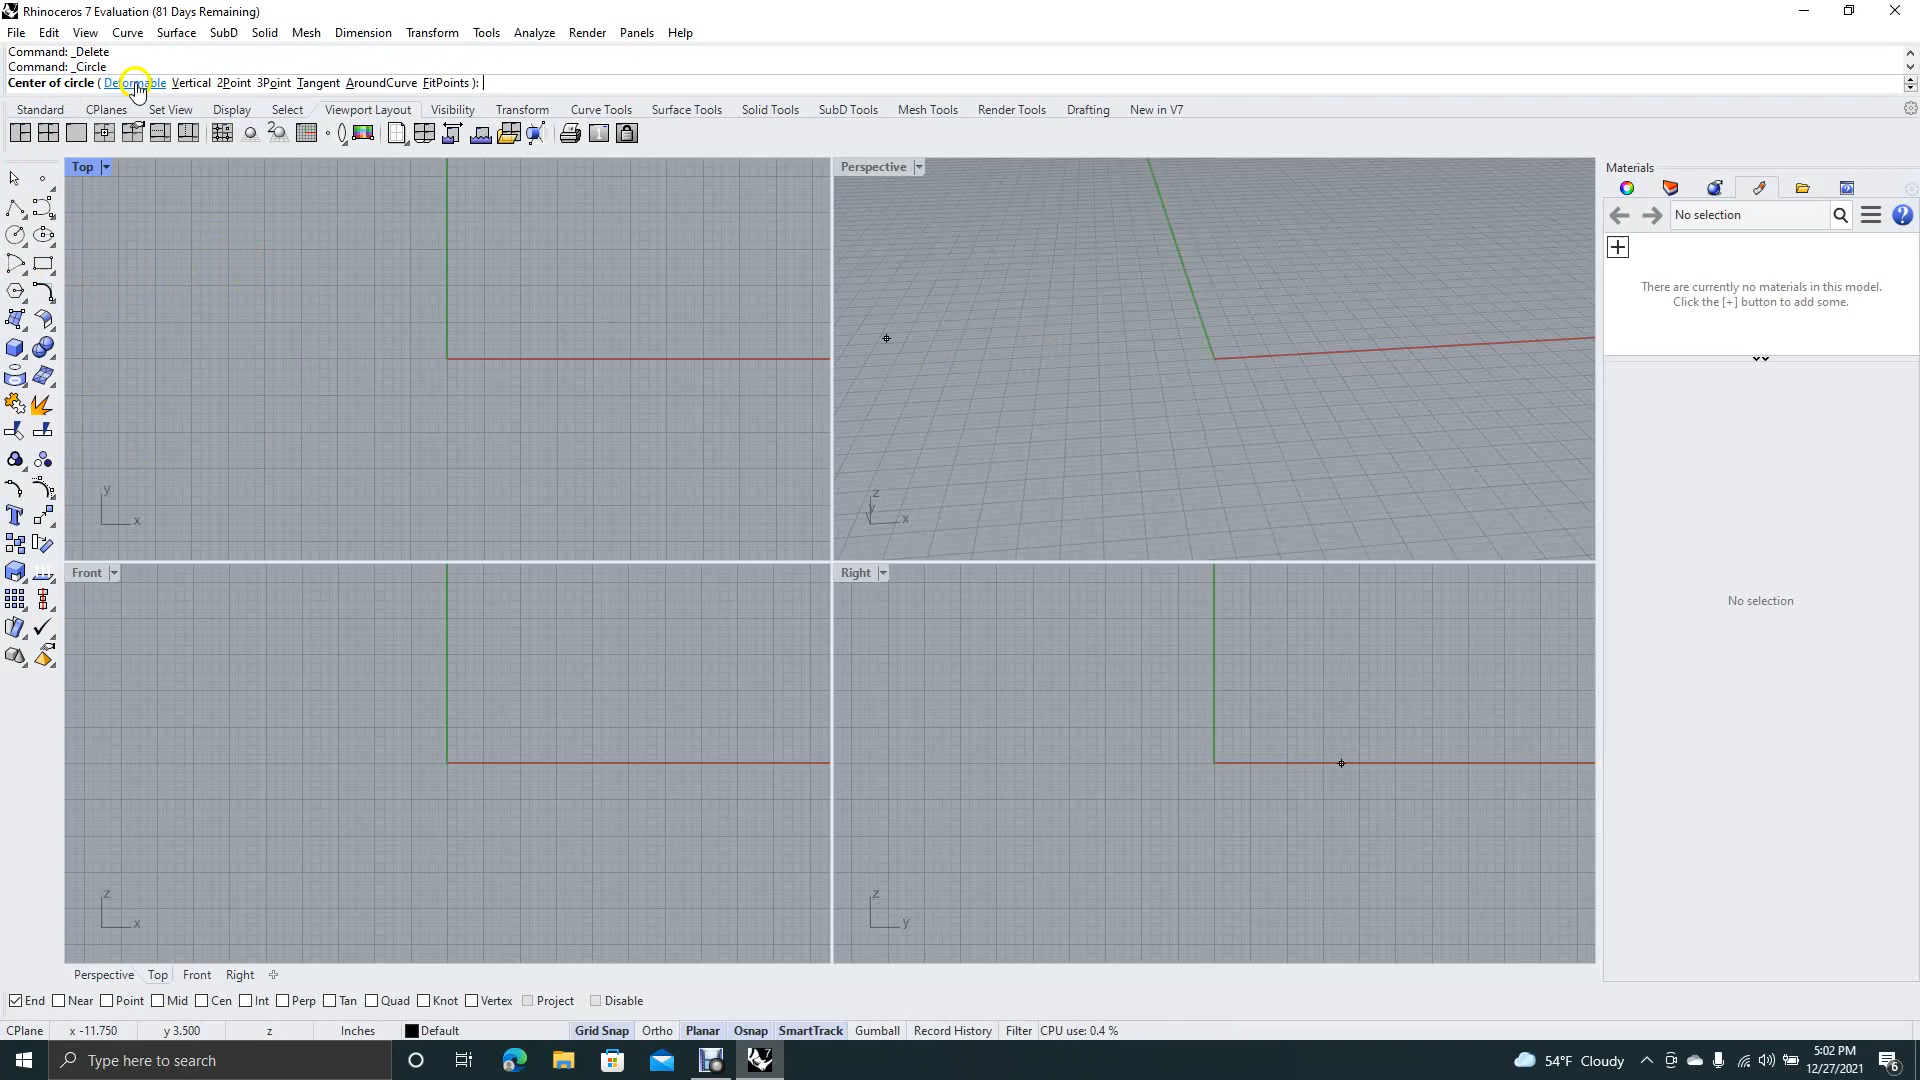 Rhinoceros 7 Evaluation (81 Days Remaining)
File Edit View Curve Surface SubD Solid Mesh Dimension Transform Tools Analyze Render Panels Help
Command: _Delete
Command: _Circle
Center of circle ( Deformable Vertical 2Point 3Point Tangent AroundCurve FitPoints ):
Standard CPlanes Set View Display Select Viewport Layout Visibility Transform Curve Tools Surface Tools Solid Tools SubD Tools Mesh Tools Render Tools Drafting New in V7
Top
Perspective
Materials
No selection
There are currently no materials in this model.
Click the [+] button to add some.
y
x
z
y
x
Front
Right
No selection
z
x
z
y
Perspective Top Front Right
End Near Point Mid Cen Int Perp Tan Quad Knot Vertex Project Disable
CPlane x -11.750 y 3.500 z Inches Default Grid Snap Ortho Planar Osnap SmartTrack Gumball Record History Filter CPU use: 0.4 %
Type here to search
54°F Cloudy
5:02 PM
12/27/2021
6